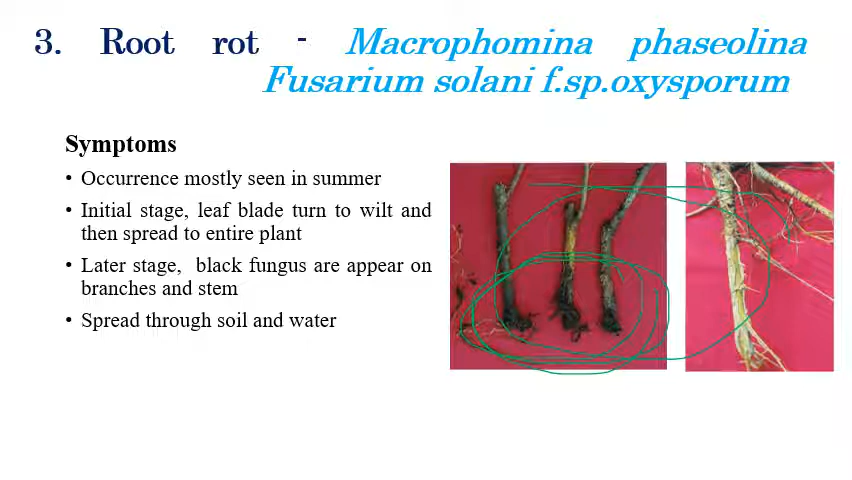 3. Root rot - Macrophomina phaseolina
Fusarium solani f.sp.oxysporum
Symptoms
• Occurrence mostly seen in summer
• Initial stage, leaf blade turn to wilt and
then spread to entire plant
• Later stage, black fungus are appear on
branches and stem
• Spread through soil and water